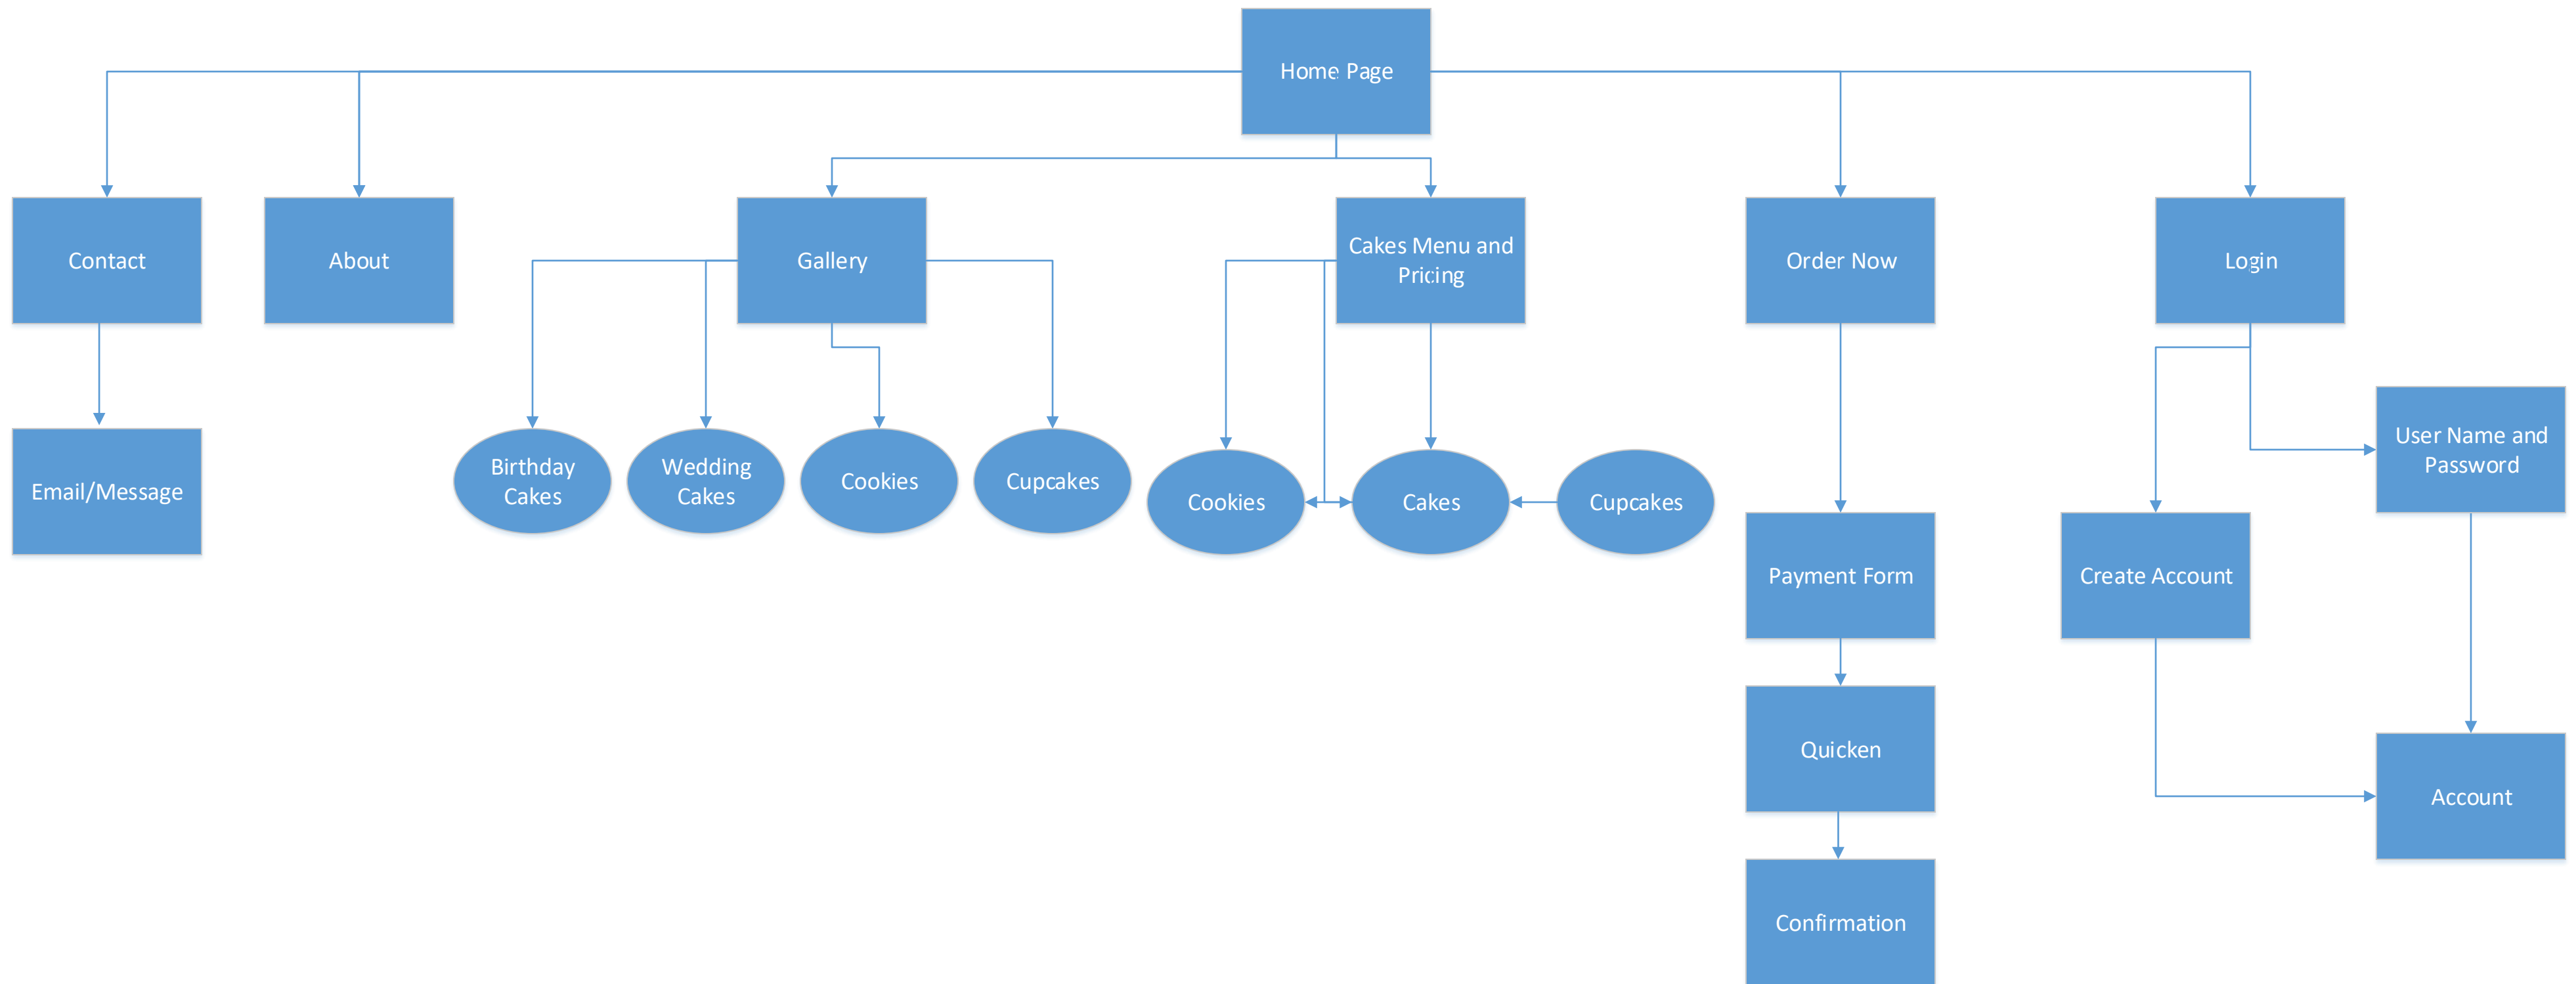 Home Page
Contact
About
Gallery
Cakes Menu and
Pricing
Order Now
Login
Email/Message
Birthday
Cakes
Wedding
Cakes
Cookies
Cupcakes
Cookies
Cakes
Cupcakes
User Name and
Password
Payment Form
Create Account
Quicken
Account
Confirmation